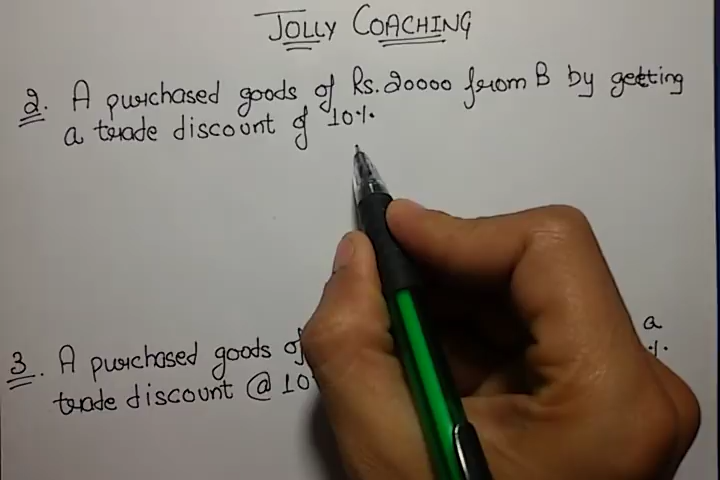 JOLLY COACHING
2. A purchased goods of Rs. 20000 from B by getting
a trade discount of 10%.
3. A purchased goods of a
trade discount @ 10 %.